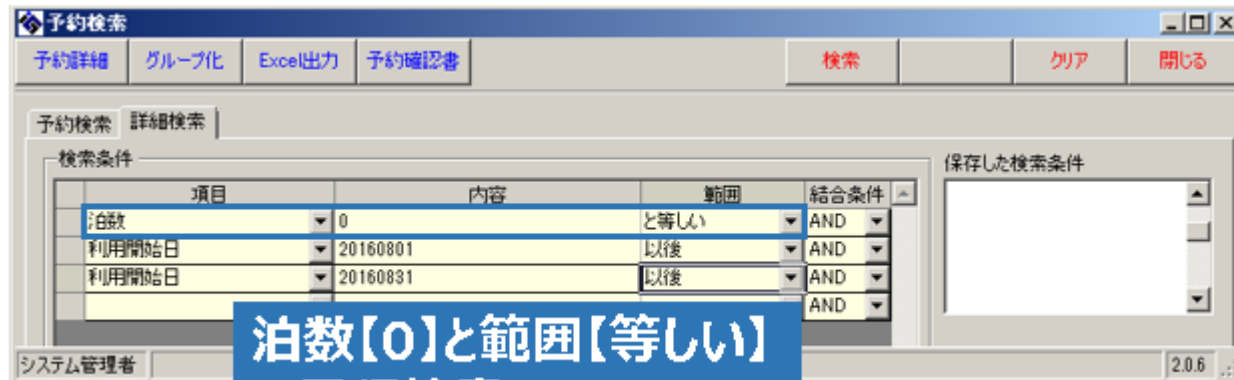 予約検索
予約詳細 グループ化 Excel出力 予約確認書 検索 クリア 閉じる
予約検索 詳細検索
検索条件
保存した検索条件
項目 内容 範囲 結合条件
泊数 0 と等しい AND
利用開始日 20160801 以後 AND
利用開始日 20160831 以後 AND
AND
泊数【0】と範囲【等しい】
システム管理者 2.0.6